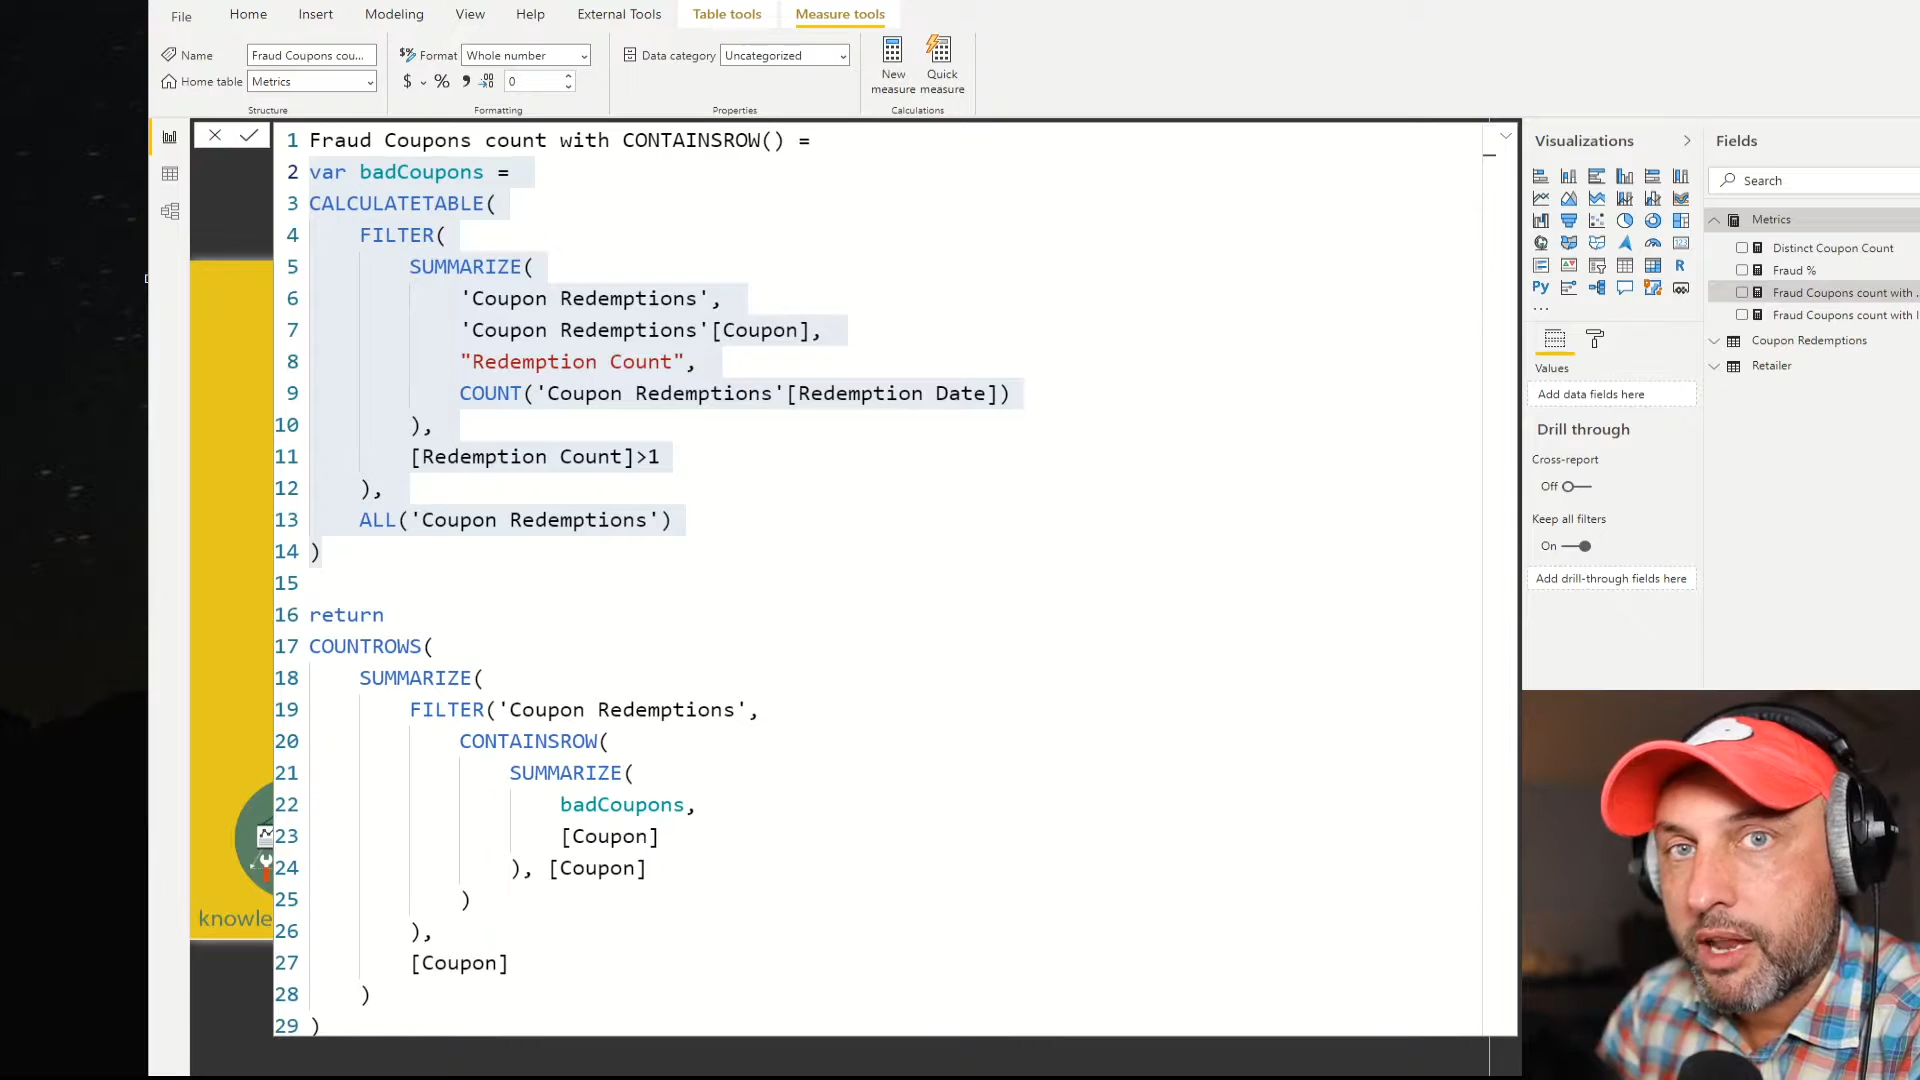 File Home Insert Modeling View Help External Tools Table tools Measure tools
Name Fraud Coupons cou...
Home table Metrics
Structure
Format Whole number
$ % 0
Formatting
Data category Uncategorized
Properties
New measure
Quick measure
Calculations
1 Fraud Coupons count with CONTAINSROW() =
2 var badCoupons =
3 CALCULATETABLE(
4 FILTER(
5 SUMMARIZE(
6 'Coupon Redemptions',
7 'Coupon Redemptions'[Coupon],
8 "Redemption Count",
9 COUNT('Coupon Redemptions'[Redemption Date])
10 ),
11 [Redemption Count]>1
12 ),
13 ALL('Coupon Redemptions')
14 )
15
16 return
17 COUNTROWS(
18 SUMMARIZE(
19 FILTER('Coupon Redemptions',
20 CONTAINSROW(
21 SUMMARIZE(
22 badCoupons,
23 [Coupon]
24 ), [Coupon]
25 )
26 ),
27 [Coupon]
28 )
29 )
knowle
Visualizations
R
Py
...
Values
Add data fields here
Drill through
Cross-report
Off
Keep all filters
On
Add drill-through fields here
Fields
Search
Metrics
Distinct Coupon Count
Fraud %
Fraud Coupons count with ...
Fraud Coupons count with I
Coupon Redemptions
Retailer